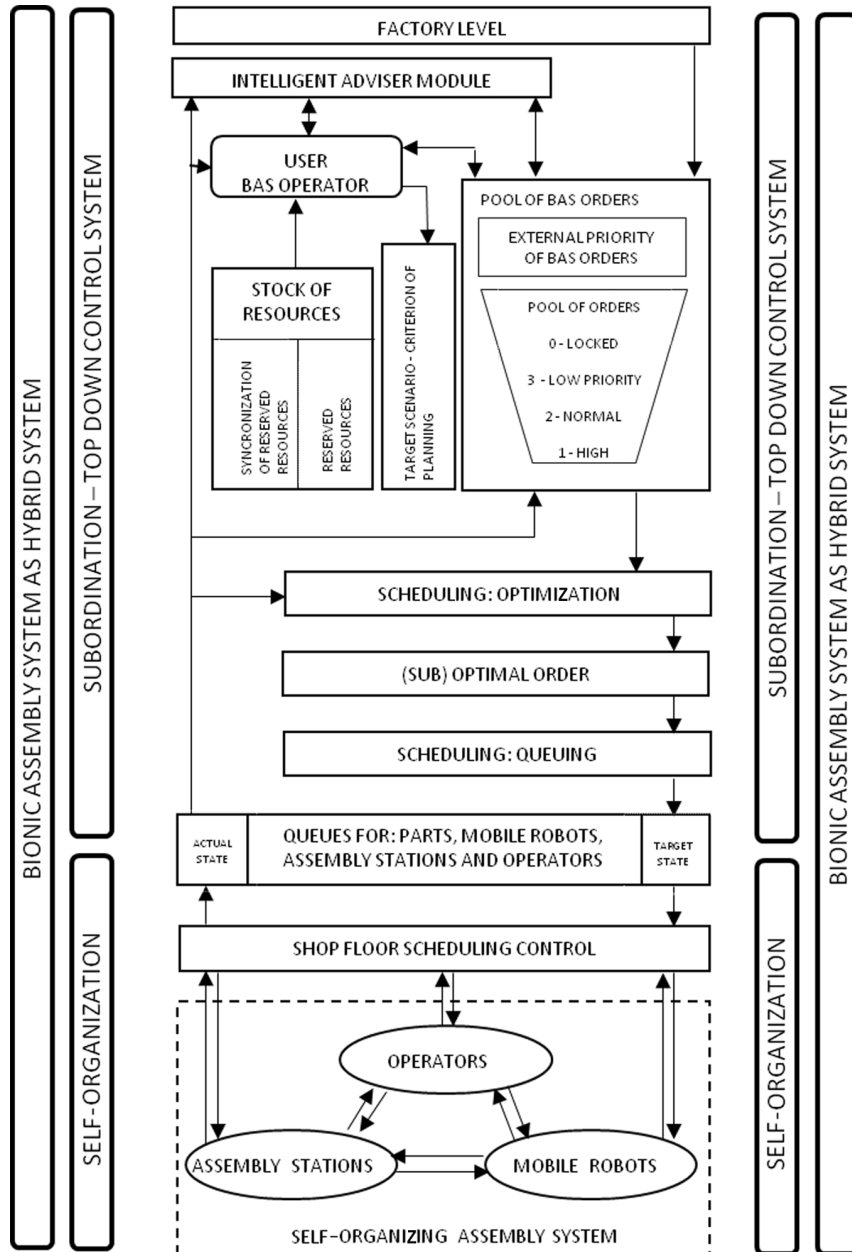 BIONIC ASSEMBLY SYSTEM AS HYBRID SYSTEM
SUBORDINATION – TOP DOWN CONTROL SYSTEM
SELF-ORGANIZATION
FACTORY LEVEL
INTELLIGENT ADVISER MODULE
USER
BAS OPERATOR
STOCK OF
RESOURCES
SYNCRONIZATION
OF RESERVED
RESOURCES
RESERVED
RESOURCES
TARGET SCENARIO - CRITERION OF
PLANNING
POOL OF BAS ORDERS
EXTERNAL PRIORITY
OF BAS ORDERS
POOL OF ORDERS
0 - LOCKED
3 - LOW PRIORITY
2 - NORMAL
1 - HIGH
SCHEDULING: OPTIMIZATION
(SUB) OPTIMAL ORDER
SCHEDULING: QUEUING
ACTUAL
STATE
QUEUES FOR: PARTS, MOBILE ROBOTS,
ASSEMBLY STATIONS AND OPERATORS
TARGET
STATE
SHOP FLOOR SCHEDULING CONTROL
OPERATORS
ASSEMBLY STATIONS
MOBILE ROBOTS
SELF-ORGANIZING ASSEMBLY SYSTEM
SUBORDINATION – TOP DOWN CONTROL SYSTEM
SELF-ORGANIZATION
BIONIC ASSEMBLY SYSTEM AS HYBRID SYSTEM